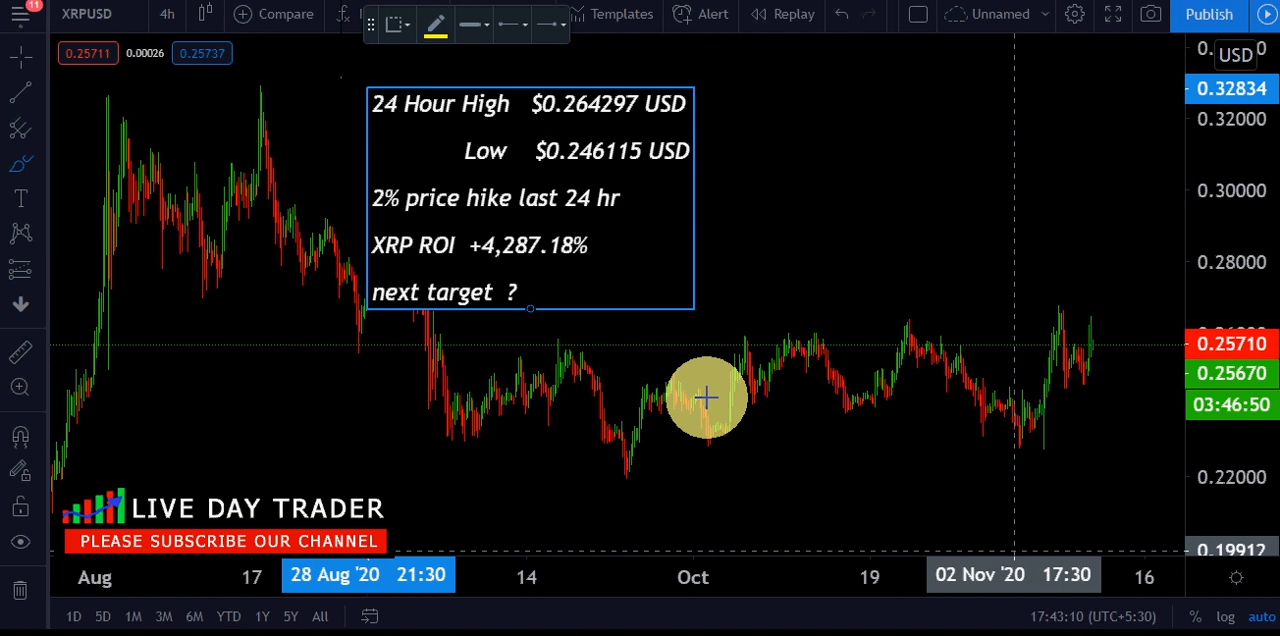 11
XRPUSD 4h Compare Templates Alert Replay Unnamed Publish
0.25711 0.00026 0.25737
USD
24 Hour High $0.264297 USD
Low $0.246115 USD
2% price hike last 24 hr
XRP ROI +4,287.18%
next target ?
0.32834
0.32000
0.30000
0.28000
0.25710
0.25670
03:46:50
0.22000
0.19912
LIVE DAY TRADER
PLEASE SUBSCRIBE OUR CHANNEL
Aug 17 28 Aug '20 21:30 14 Oct 19 02 Nov '20 17:30 16
1D 5D 1M 3M 6M YTD 1Y 5Y All 17:43:10 (UTC+5:30) % log auto